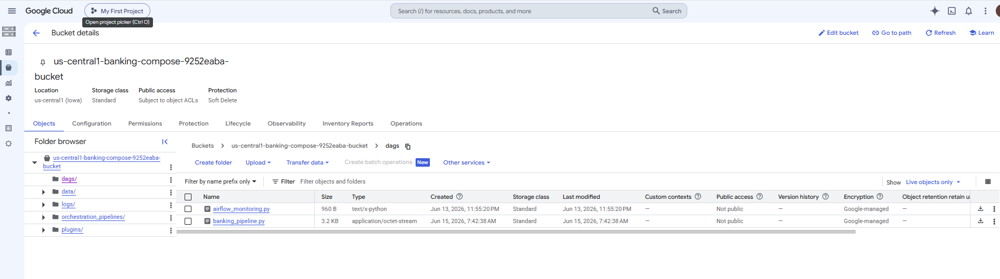 Google Cloud
My First Project
Search (/) for resources, docs, products, and more
Search
Open project picker (Ctrl O)
Bucket details
Edit bucket
Go to path
Refresh
Learn
us-central1-banking-compose-9252eaba-
bucket
Location Storage class Public access Protection
us-central1 (Iowa) Standard Subject to object ACLs Soft Delete
Objects Configuration Permissions Protection Lifecycle Observability Inventory Reports Operations
Folder browser
us-central1-banking-compose-9252eaba-
bucket
dags/
data/
logs/
orchestration_pipelines/
plugins/
Buckets > us-central1-banking-compose-9252eaba-bucket > dags
Create folder Upload Transfer data Create batch operations New Other services
Filter by name prefix only Filter Filter objects and folders Show Live objects only
Name Size Type Created Storage class Last modified Custom contexts Public access Version history Encryption Object retention retain u
airflow_monitoring.py 960 B text/x-python Jun 13, 2026, 11:55:20 PM Standard Jun 13, 2026, 11:55:20 PM — Not public — Google-managed —
banking_pipeline.py 3.2 KB application/octet-stream Jun 15, 2026, 7:42:38 AM Standard Jun 15, 2026, 7:42:38 AM — Not public — Google-managed —